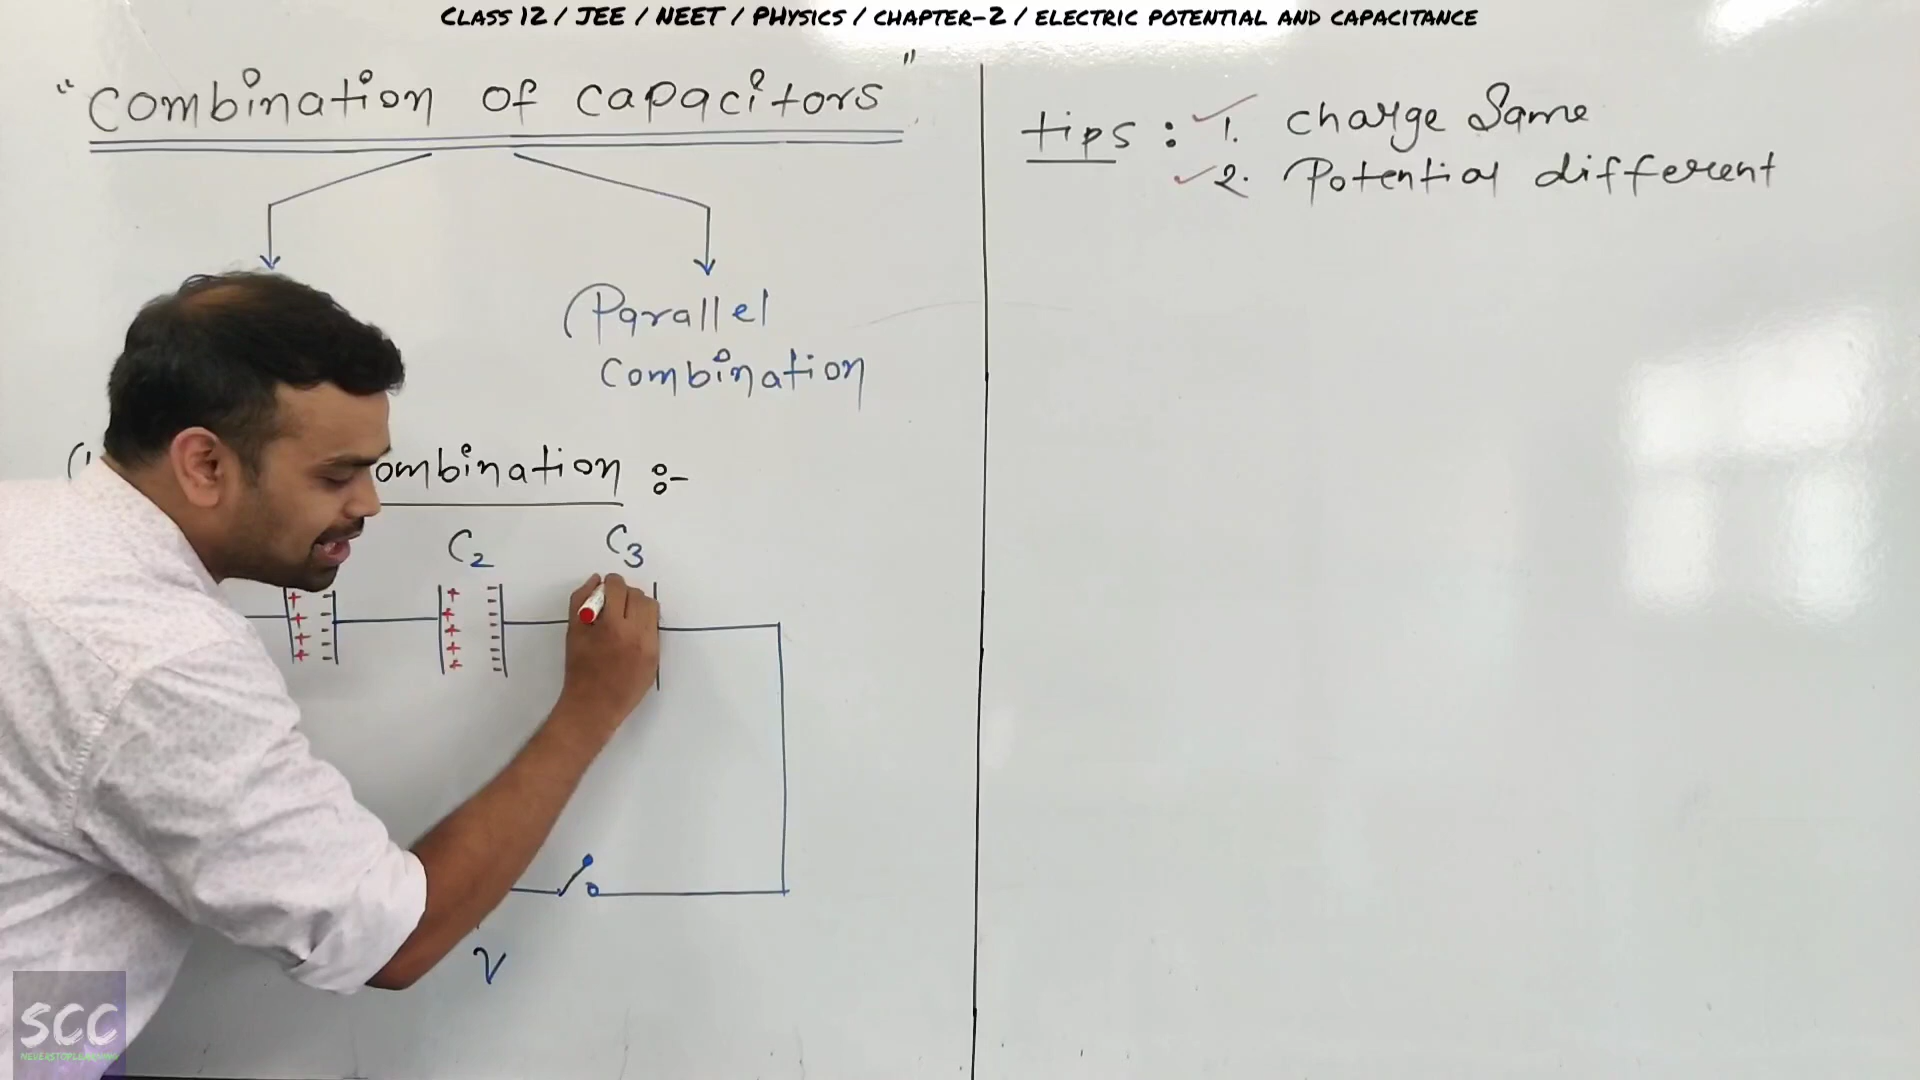 CLASS 12 / JEE / NEET / PHYSICS / CHAPTER-2 / ELECTRIC POTENTIAL AND CAPACITANCE
"Combination of capacitors"
Parallel
Combination
ombination :-
C2 C3
V
tips : 1. charge Same
2. Potential different
SCC
NEVERSTOPLEARNING